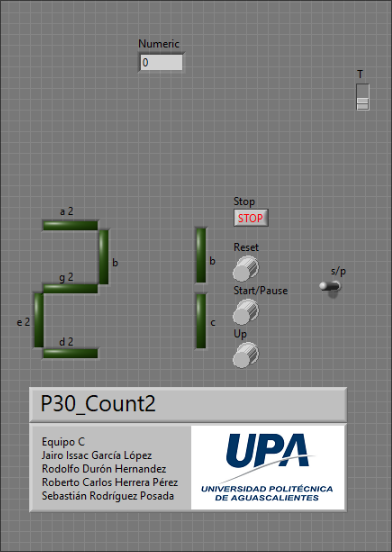 Numeric
0
T
a 2
b
g 2
e 2
d 2
b
c
Stop
STOP
Reset
Start/Pause
Up
s/p
P30_Count2
Equipo C
Jairo Issac García López
Rodolfo Durón Hernandez
Roberto Carlos Herrera Pérez
Sebastián Rodríguez Posada
UPA
UNIVERSIDAD POLITÉCNICA
DE AGUASCALIENTES